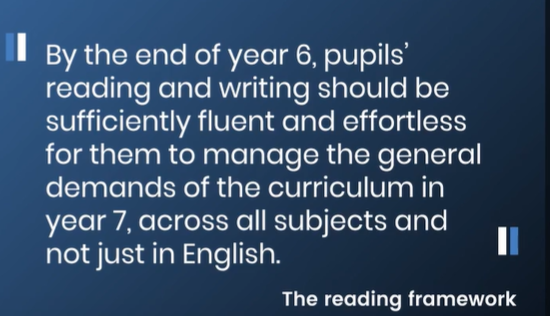 By the end of year 6, pupils’
reading and writing should be
sufficiently fluent and effortless
for them to manage the general
demands of the curriculum in
year 7, across all subjects and
not just in English.
The reading framework